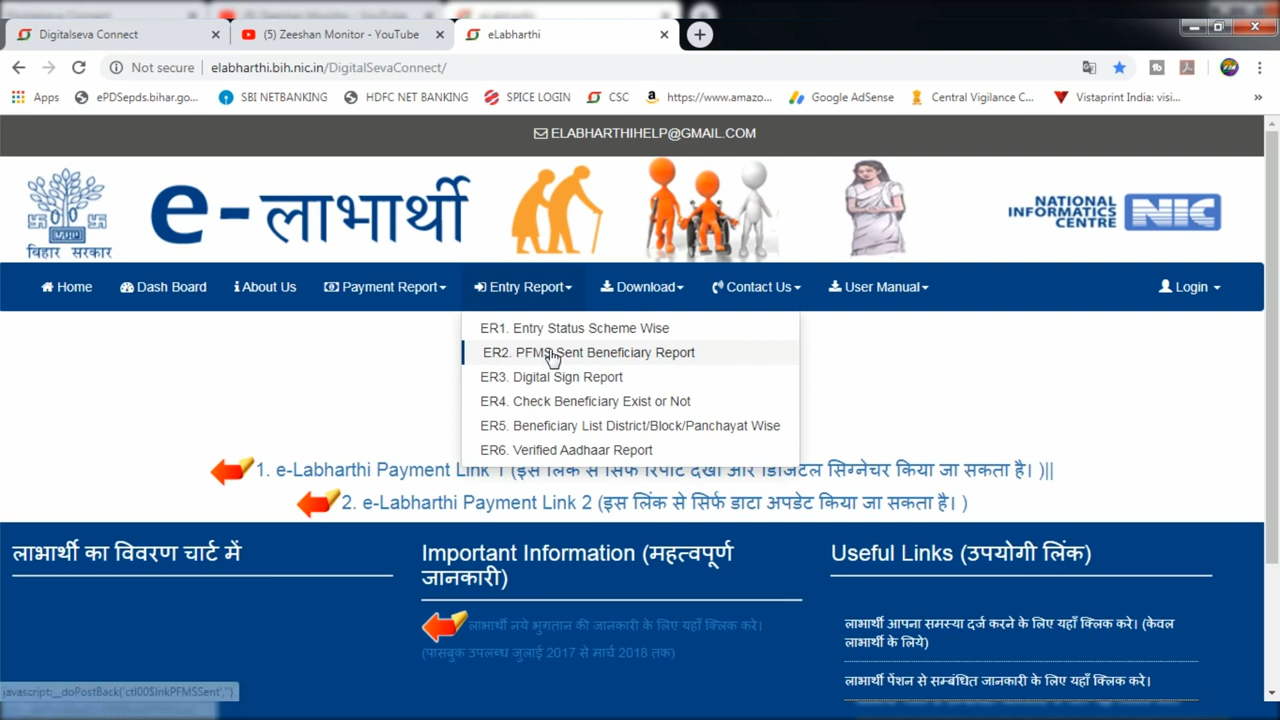 Digitalseva Connect
(5) Zeeshan Monitor - YouTube
eLabharthi
Not secure
elabharthi.bih.nic.in/DigitalSevaConnect/
Apps
ePDSepds.bihar.go...
SBI NETBANKING
HDFC NET BANKING
SPICE LOGIN
CSC
https://www.amazo...
Google AdSense
Central Vigilance C...
Vistaprint India: visi...
»
ELABHARTHIHELP@GMAIL.COM
बिहार सरकार
e-लाभार्थी
NATIONAL
INFORMATICS
CENTRE
NIC
Home
Dash Board
About Us
Payment Report
Entry Report
Download
Contact Us
User Manual
Login
ER1. Entry Status Scheme Wise
ER2. PFMS Sent Beneficiary Report
ER3. Digital Sign Report
ER4. Check Beneficiary Exist or Not
ER5. Beneficiary List District/Block/Panchayat Wise
ER6. Verified Aadhaar Report
1. e-Labharthi Payment Link 1 (इस लिंक से सिर्फ रिपोर्ट देखा और डिजिटल सिग्नेचर किया जा सकता है। )||
2. e-Labharthi Payment Link 2 (इस लिंक से सिर्फ डाटा अपडेट किया जा सकता है। )
लाभार्थी का विवरण चार्ट में
Important Information (महत्वपूर्ण
जानकारी)
लाभार्थी नये भुगतान की जानकारी के लिए यहाँ क्लिक करे।
(पासबुक उपलब्ध जुलाई 2017 से मार्च 2018 तक)
Useful Links (उपयोगी लिंक)
लाभार्थी आपना समस्या दर्ज करने के लिए यहाँ क्लिक करे। (केवल
लाभार्थी के लिये)
लाभार्थी पेंशन से सम्बंधित जानकारी के लिए यहाँ क्लिक करे।
javascript:__doPostBack('ctl00$lnkPFMSSent','')